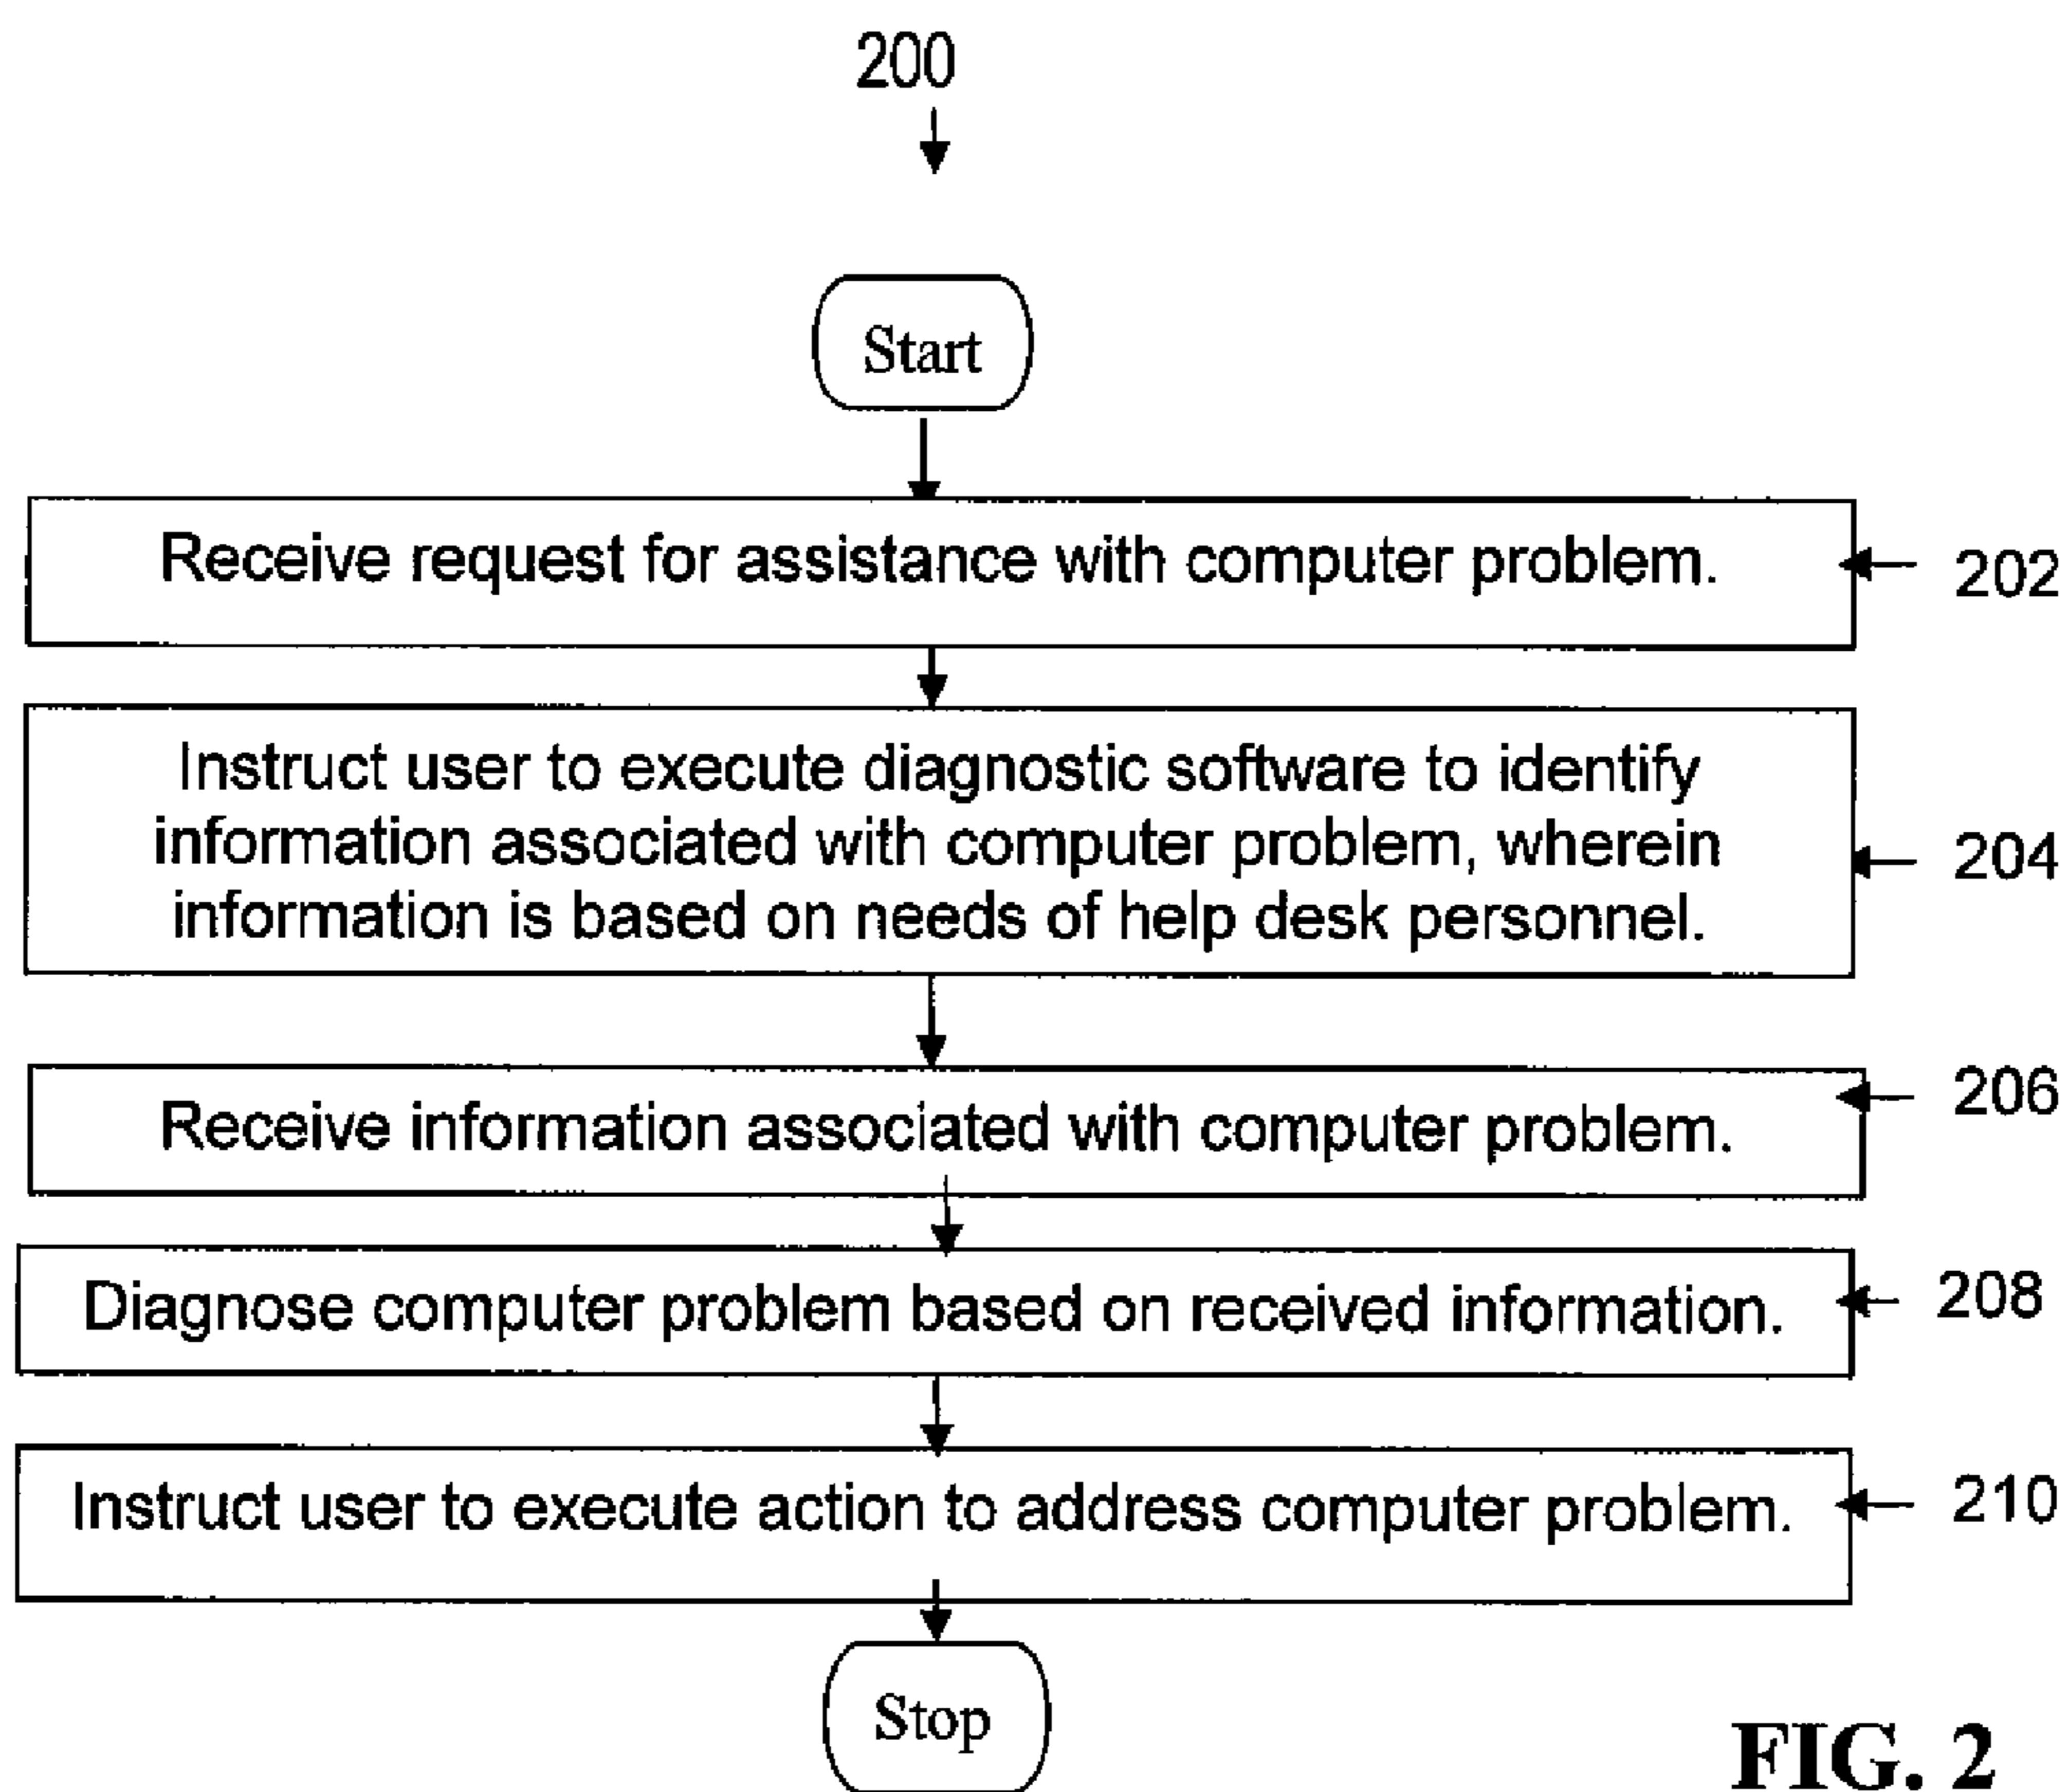 200
Start
Receive request for assistance with computer problem.
202
Instruct user to execute diagnostic software to identify
information associated with computer problem, wherein
information is based on needs of help desk personnel.
204
Receive information associated with computer problem.
206
Diagnose computer problem based on received information.
208
Instruct user to execute action to address computer problem.
210
Stop
FIG. 2